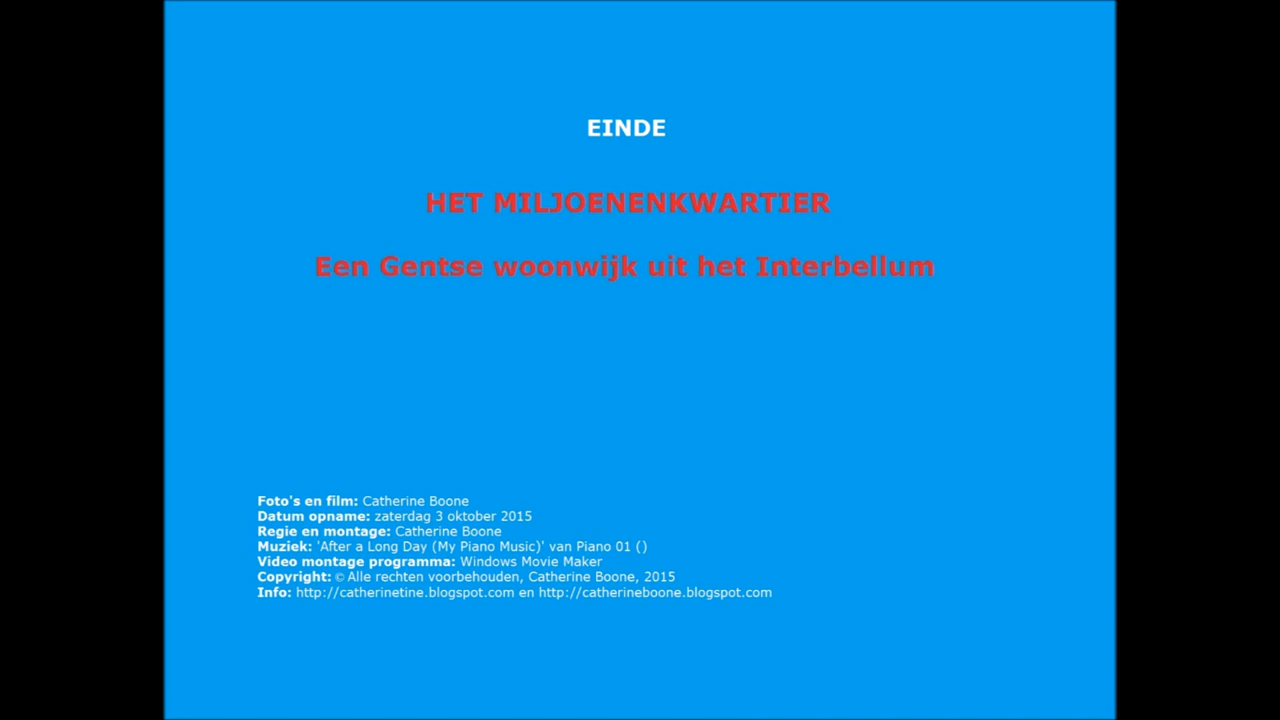 EINDE
HET MILJOENENKWARTIER
Een Gentse woonwijk uit het Interbellum
Foto's en film: Catherine Boone
Datum opname: zaterdag 3 oktober 2015
Regie en montage: Catherine Boone
Muziek: 'After a Long Day (My Piano Music)' van Piano 01 ()
Video montage programma: Windows Movie Maker
Copyright: © Alle rechten voorbehouden, Catherine Boone, 2015
Info: http://catherinetine.blogspot.com en http://catherineboone.blogspot.com